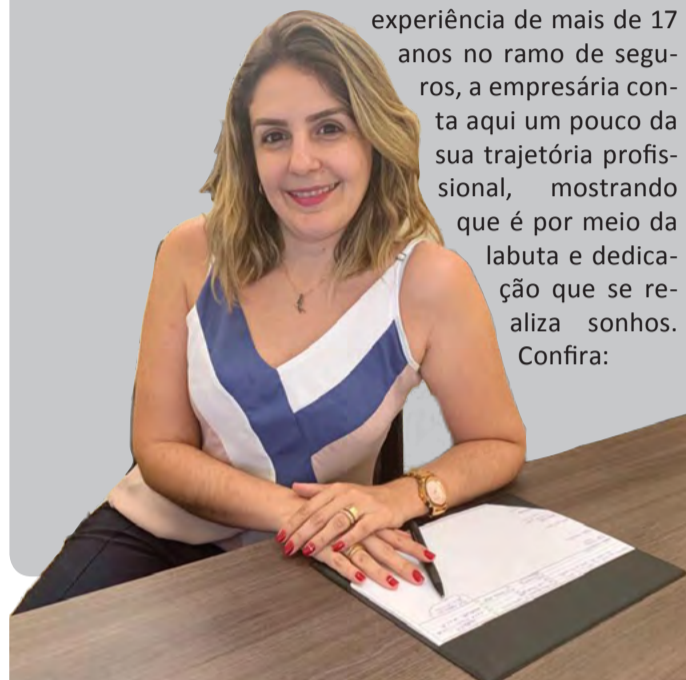 experiência de mais de 17
anos no ramo de segu-
ros, a empresária con-
ta aqui um pouco da
sua trajetória profis-
sional, mostrando
que é por meio da
labuta e dedica-
ção que se re-
aliza sonhos.
Confira: